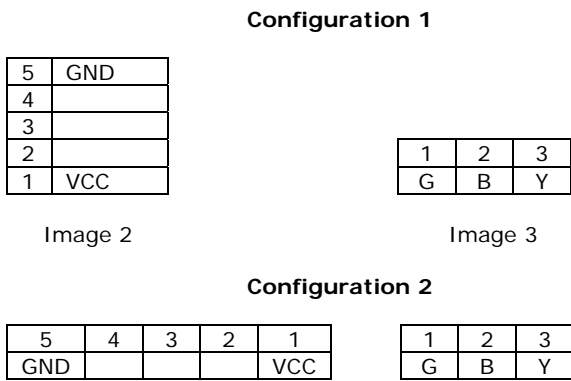 Configuration 1
5 GND
4
3
2
1 VCC
1 2 3
G B Y
Image 2 Image 3
Configuration 2
5 4 3 2 1 1 2 3
GND VCC G B Y